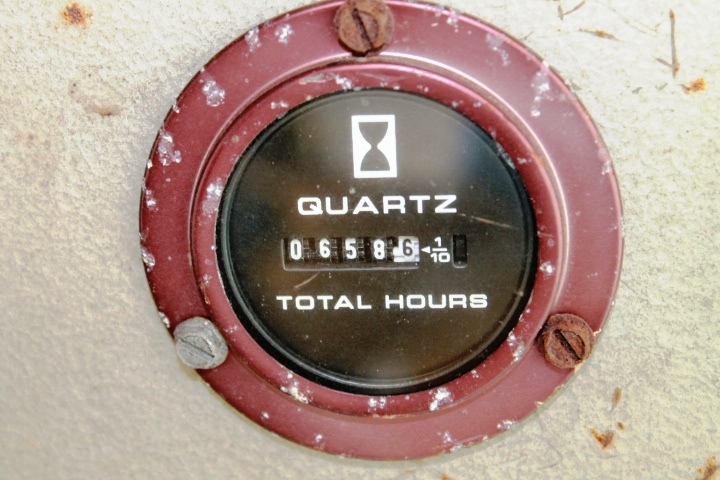 QUARTZ
06586 ◄ 1/10
TOTAL HOURS